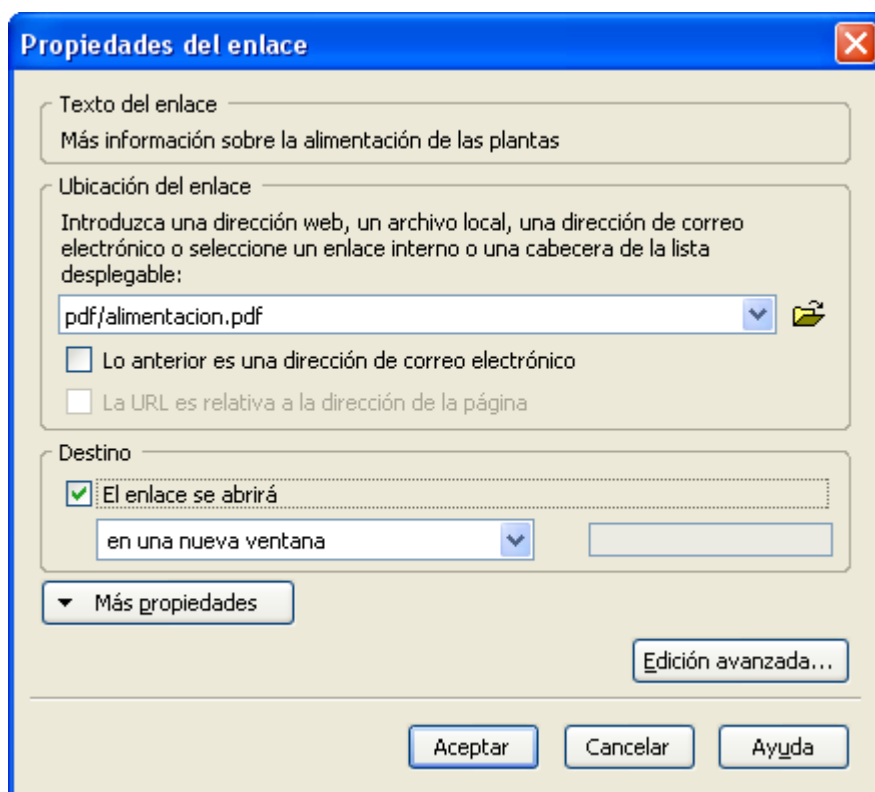 Propiedades del enlace
Texto del enlace
Más información sobre la alimentación de las plantas
Ubicación del enlace
Introduzca una dirección web, un archivo local, una dirección de correo
electrónico o seleccione un enlace interno o una cabecera de la lista
desplegable:
pdf/alimentacion.pdf
Lo anterior es una dirección de correo electrónico
La URL es relativa a la dirección de la página
Destino
El enlace se abrirá
en una nueva ventana
Más propiedades
Edición avanzada...
Aceptar Cancelar Ayuda